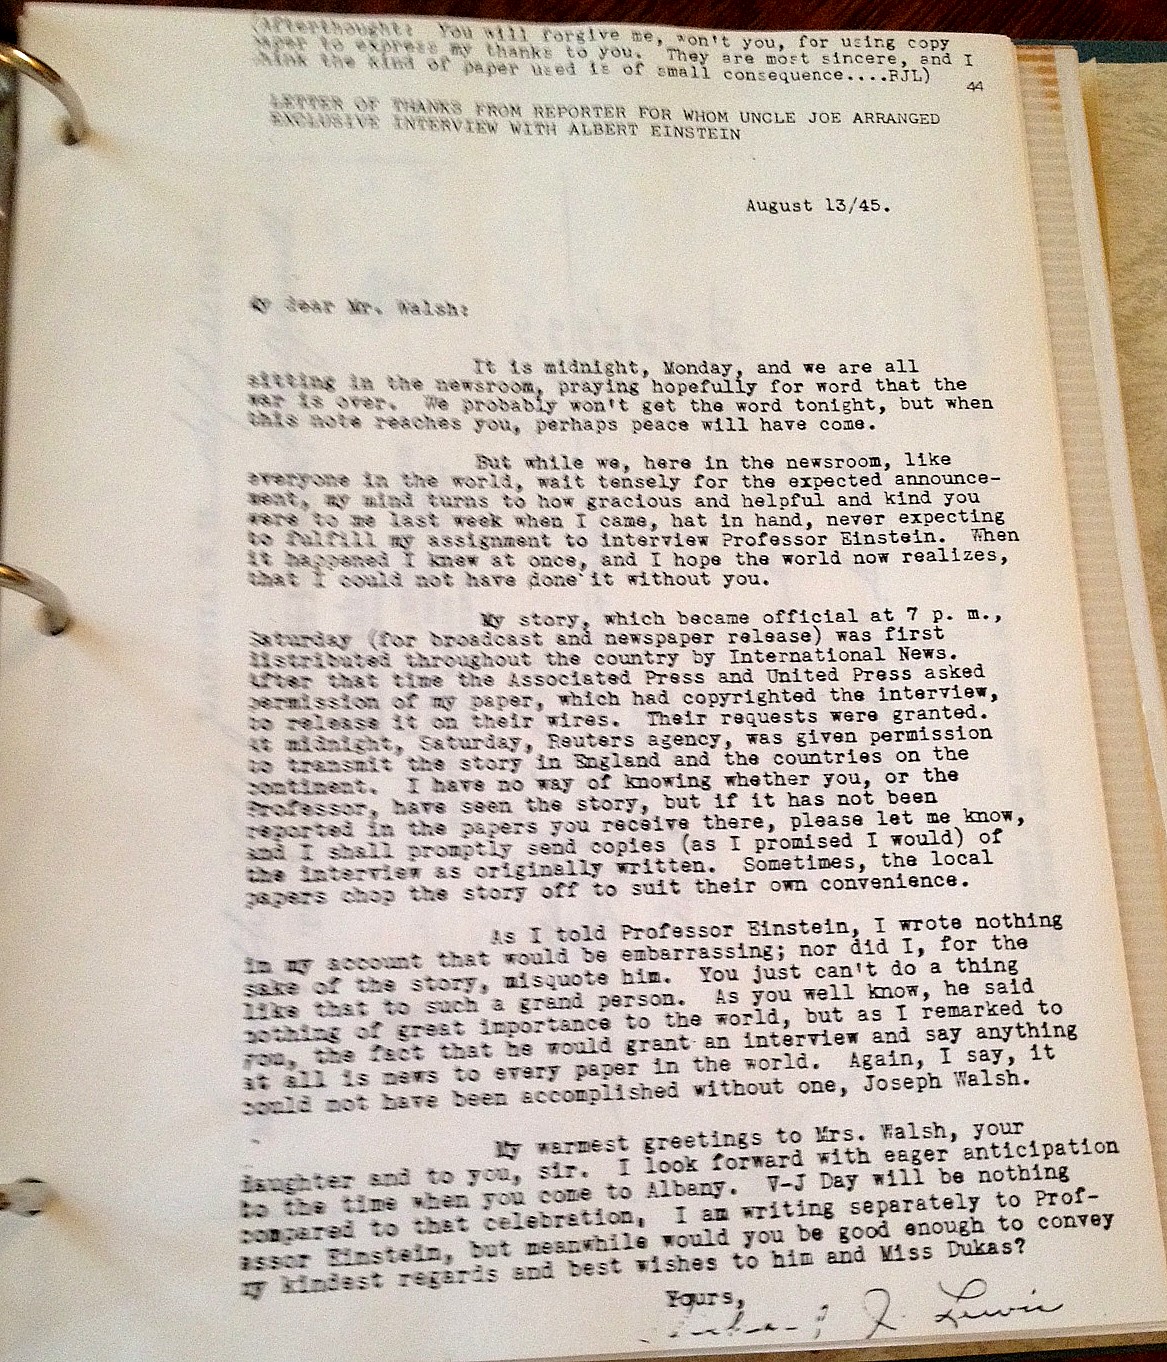 (Afterthought: You will forgive me, won't you, for using copy
paper to express my thanks to you. They are most sincere, and I
think the kind of paper used is of small consequence....RJL)
44
LETTER OF THANKS FROM REPORTER FOR WHOM UNCLE JOE ARRANGED
EXCLUSIVE INTERVIEW WITH ALBERT EINSTEIN
August 13/45.
My dear Mr. Walsh:
It is midnight, Monday, and we are all
sitting in the newsroom, praying hopefully for word that the
war is over. We probably won't get the word tonight, but when
this note reaches you, perhaps peace will have come.
But while we, here in the newsroom, like
everyone in the world, wait tensely for the expected announce-
ment, my mind turns to how gracious and helpful and kind you
were to me last week when I came, hat in hand, never expecting
to fulfill my assignment to interview Professor Einstein. When
it happened I knew at once, and I hope the world now realizes,
that I could not have done it without you.
My story, which became official at 7 p. m.,
Saturday (for broadcast and newspaper release) was first
distributed throughout the country by International News.
After that time the Associated Press and United Press asked
permission of my paper, which had copyrighted the interview,
to release it on their wires. Their requests were granted.
At midnight, Saturday, Reuters agency, was given permission
to transmit the story in England and the countries on the
continent. I have no way of knowing whether you, or the
Professor, have seen the story, but if it has not been
reported in the papers you receive there, please let me know,
and I shall promptly send copies (as I promised I would) of
the interview as originally written. Sometimes, the local
papers chop the story off to suit their own convenience.
As I told Professor Einstein, I wrote nothing
in my account that would be embarrassing; nor did I, for the
sake of the story, misquote him. You just can't do a thing
like that to such a grand person. As you well know, he said
nothing of great importance to the world, but as I remarked to
you, the fact that he would grant an interview and say anything
at all is news to every paper in the world. Again, I say, it
could not have been accomplished without one, Joseph Walsh.
My warmest greetings to Mrs. Walsh, your
daughter and to you, sir. I look forward with eager anticipation
to the time when you come to Albany. V-J Day will be nothing
compared to that celebration, I am writing separately to Prof-
essor Einstein, but meanwhile would you be good enough to convey
my kindest regards and best wishes to him and Miss Dukas?
Yours,
J. Lewis